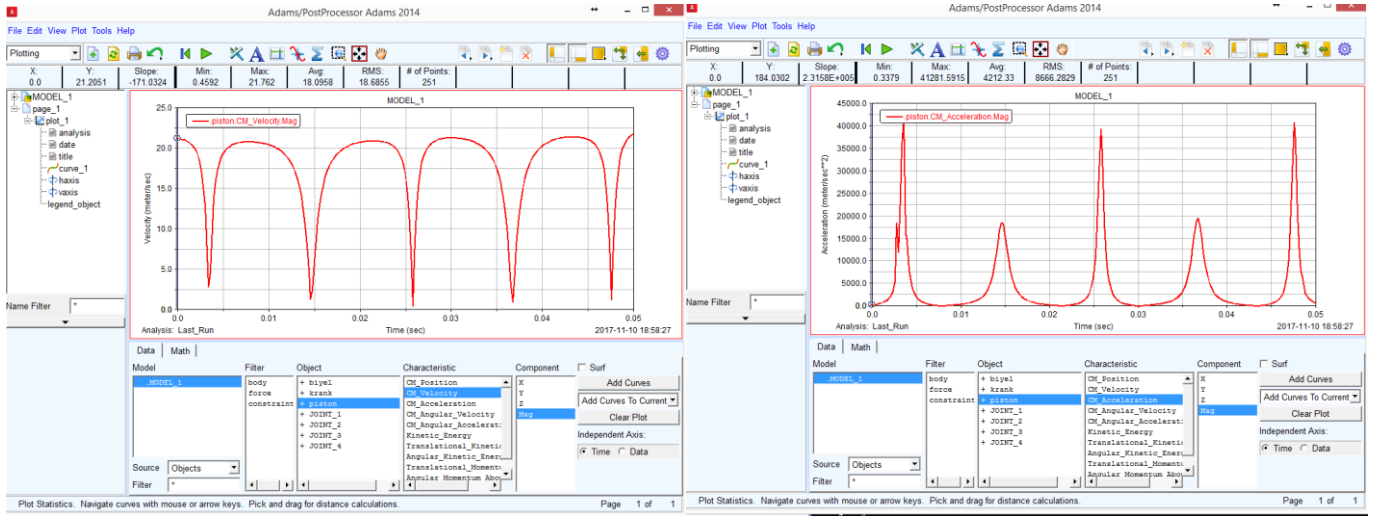 Adams/PostProcessor Adams 2014
File Edit View Plot Tools Help
Plotting
X: Y: Slope: Min: Max: Avg: RMS: # of Points:
0.0 21.2051 -171.0324 0.4592 21.762 18.0958 18.6855 251
MODEL_1
page_1
plot_1
analysis
date
title
curve_1
haxis
vaxis
legend_object
Name Filter *
MODEL_1
piston.CM_Velocity.Mag
Velocity (meter/sec)
25.0
20.0
15.0
10.0
5.0
0.0
0.0 0.01 0.02 0.03 0.04 0.05
Analysis: Last_Run Time (sec) 2017-11-10 18:58:27
Data Math
Model Filter Object Characteristic Component Surf
.MODEL_1
body
force
constraint
+ biyel
+ krank
+ piston
+ JOINT_1
+ JOINT_2
+ JOINT_3
+ JOINT_4
CM_Position
CM_Velocity
CM_Acceleration
CM_Angular_Velocity
CM_Angular_Accelerat:
Kinetic_Energy
Translational_Kinetic
Angular_Kinetic_Ener
Translational_Momentu
Angular Momentum Abou
X
Y
Z
Mag
Add Curves
Add Curves To Current
Clear Plot
Independent Axis:
Time Data
Source Objects
Filter *
Plot Statistics. Navigate curves with mouse or arrow keys. Pick and drag for distance calculations. Page 1 of 1
Adams/PostProcessor Adams 2014
File Edit View Plot Tools Help
Plotting
X: Y: Slope: Min: Max: Avg: RMS: # of Points:
0.0 184.0302 2.3158E+005 0.3379 41281.5915 4212.33 8666.2829 251
MODEL_1
page_1
plot_1
analysis
date
title
curve_1
haxis
vaxis
legend_object
Name Filter *
MODEL_1
piston.CM_Acceleration.Mag
Acceleration (meter/sec**2)
45000.0
40000.0
35000.0
30000.0
25000.0
20000.0
15000.0
10000.0
5000.0
0.0
0.0 0.01 0.02 0.03 0.04 0.05
Analysis: Last_Run Time (sec) 2017-11-10 18:58:27
Data Math
Model Filter Object Characteristic Component Surf
.MODEL_1
body
force
constraint
+ biyel
+ krank
+ piston
+ JOINT_1
+ JOINT_2
+ JOINT_3
+ JOINT_4
CM_Position
CM_Velocity
CM_Acceleration
CM_Angular_Velocity
CM_Angular_Accelerat:
Kinetic_Energy
Translational_Kinetic
Angular_Kinetic_Ener
Translational_Momentu
Angular Momentum Abou
X
Y
Z
Mag
Add Curves
Add Curves To Current
Clear Plot
Independent Axis:
Time Data
Source Objects
Filter *
Plot Statistics. Navigate curves with mouse or arrow keys. Pick and drag for distance calculations. Page 1 of 1